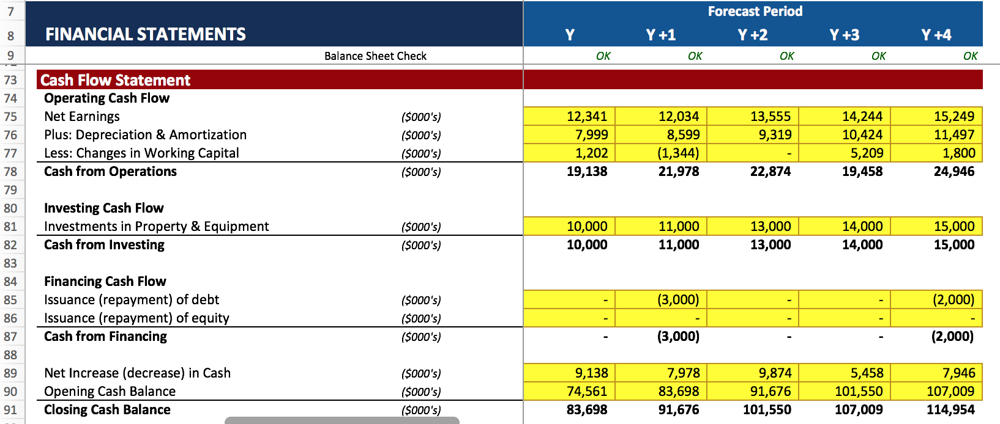 7 Forecast Period
8 FINANCIAL STATEMENTS Y Y +1 Y +2 Y +3 Y +4
9 Balance Sheet Check OK OK OK OK OK
73 Cash Flow Statement
74 Operating Cash Flow
75 Net Earnings ($000's) 12,341 12,034 13,555 14,244 15,249
76 Plus: Depreciation & Amortization ($000's) 7,999 8,599 9,319 10,424 11,497
77 Less: Changes in Working Capital ($000's) 1,202 (1,344) - 5,209 1,800
78 Cash from Operations ($000's) 19,138 21,978 22,874 19,458 24,946
79
80 Investing Cash Flow
81 Investments in Property & Equipment ($000's) 10,000 11,000 13,000 14,000 15,000
82 Cash from Investing ($000's) 10,000 11,000 13,000 14,000 15,000
83
84 Financing Cash Flow
85 Issuance (repayment) of debt ($000's) - (3,000) - - (2,000)
86 Issuance (repayment) of equity ($000's) - - - - -
87 Cash from Financing ($000's) - (3,000) - - (2,000)
88
89 Net Increase (decrease) in Cash ($000's) 9,138 7,978 9,874 5,458 7,946
90 Opening Cash Balance ($000's) 74,561 83,698 91,676 101,550 107,009
91 Closing Cash Balance ($000's) 83,698 91,676 101,550 107,009 114,954